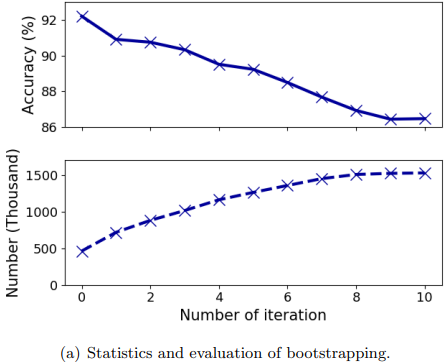 92
90
88
86
Accuracy (%)
1500
1000
500
0
Number (Thousand)
0 2 4 6 8 10
Number of iteration
(a) Statistics and evaluation of bootstrapping.